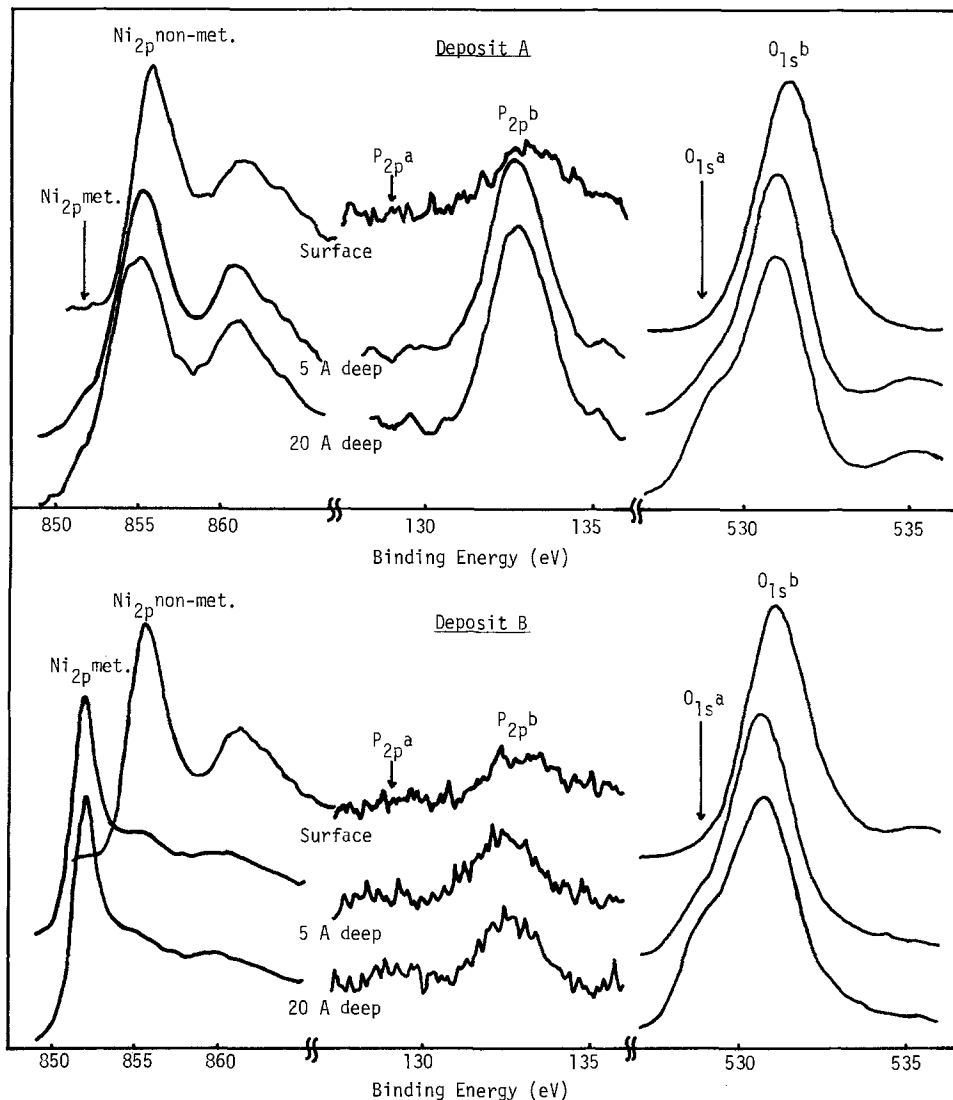 Ni2p non-met.
Deposit A
O1s b
P2p b
P2p a
O1s a
Ni2p met.
Surface
5 A deep
20 A deep
850 855 860 130 135 530 535
Binding Energy (eV)
O1s b
Ni2p non-met.
Deposit B
Ni2p met.
O1s a
P2p b
P2p a
Surface
5 A deep
20 A deep
850 855 860 130 135 530 535
Binding Energy (eV)